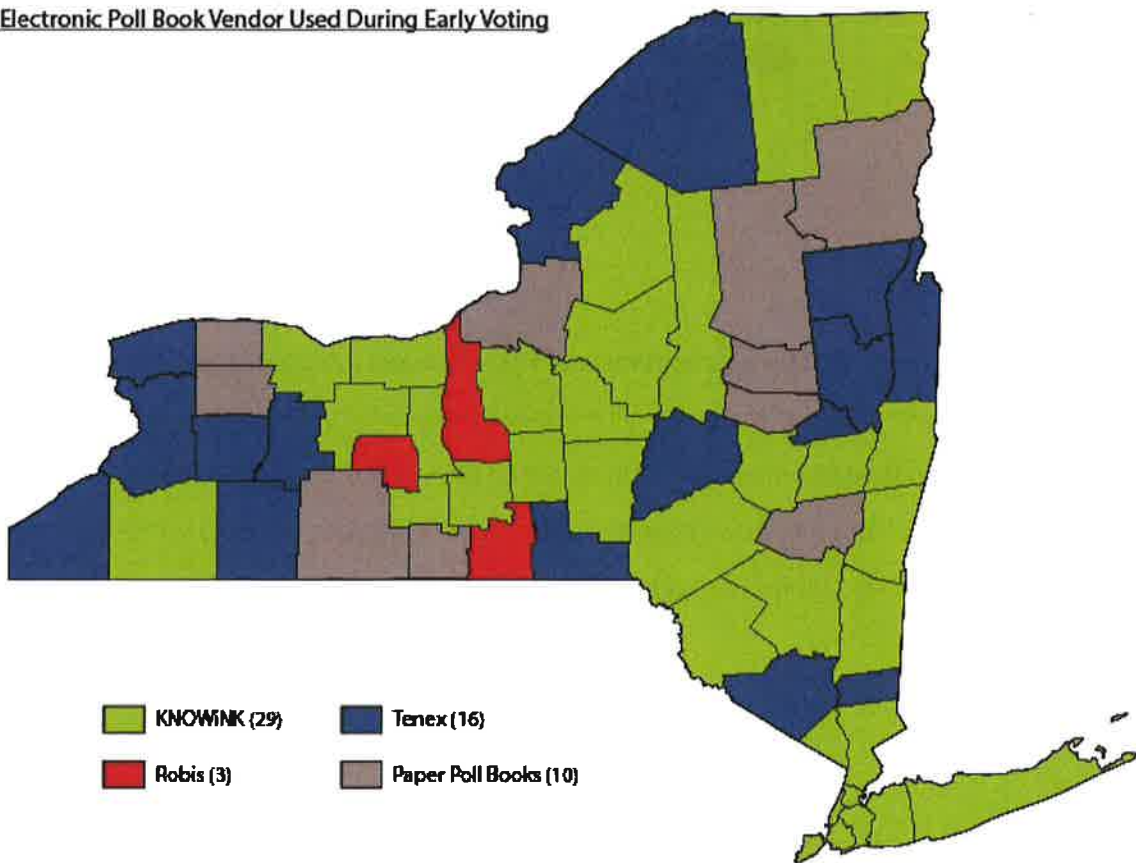 Electronic Poll Book Vendor Used During Early Voting
KNOWiNK (29)
Tenex (16)
Robis (3)
Paper Poll Books (10)